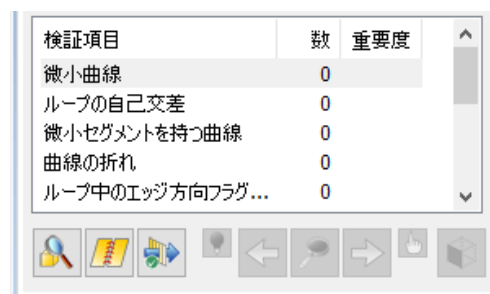 検証項目 数 重要度
微小曲線 0
ループの自己交差 0
微小セグメントを持つ曲線 0
曲線の折れ 0
ループ中のエッジ方向フラグ... 0